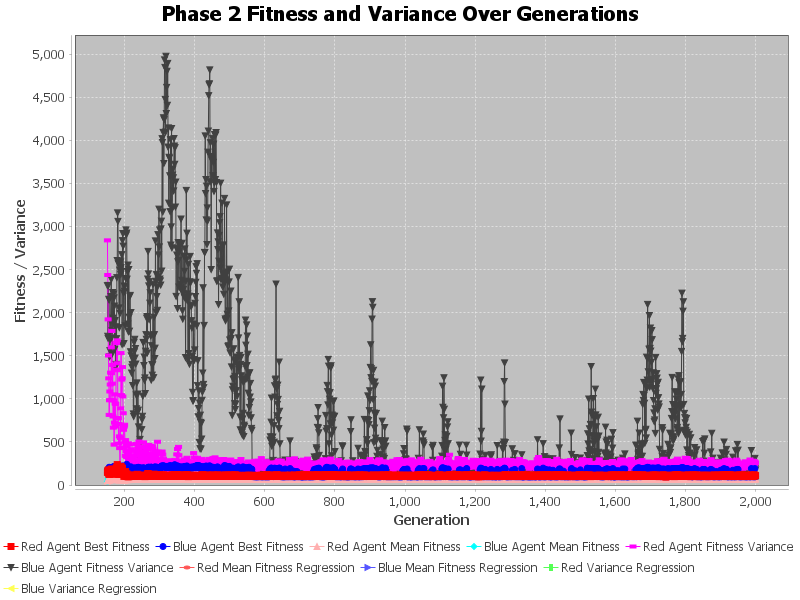 Phase 2 Fitness and Variance Over Generations
5,000
4,500
4,000
3,500
3,000
2,500
2,000
1,500
1,000
500
0
Fitness / Variance
200 400 600 800 1,000 1,200 1,400 1,600 1,800 2,000
Generation
Red Agent Best Fitness Blue Agent Best Fitness Red Agent Mean Fitness Blue Agent Mean Fitness Red Agent Fitness Variance
Blue Agent Fitness Variance Red Mean Fitness Regression Blue Mean Fitness Regression Red Variance Regression
Blue Variance Regression